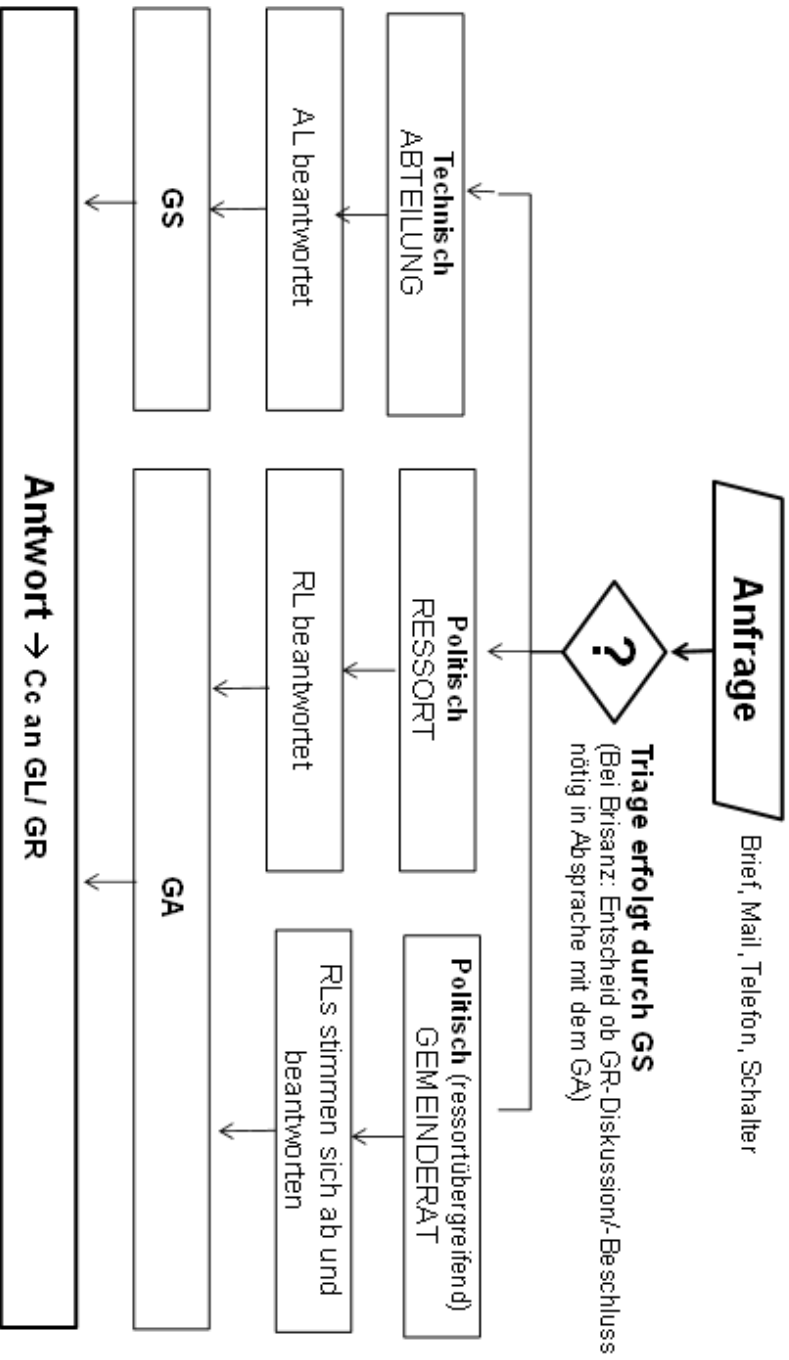 Anfrage
Brief, Mail, Telefon, Schalter
?
Triage erfolgt durch GS
(Bei Brisanz: Entscheid ob GR-Diskussion/-Beschluss
nötig in Absprache mit dem GA)
Technisch
ABTEILUNG
Politisch
RESSORT
Politisch (ressortübergreifend)
GEMEINDERAT
AL beantwortet
RL beantwortet
RLs stimmen sich ab und
beantworten
GS
GA
Antwort → Cc an GL/ GR